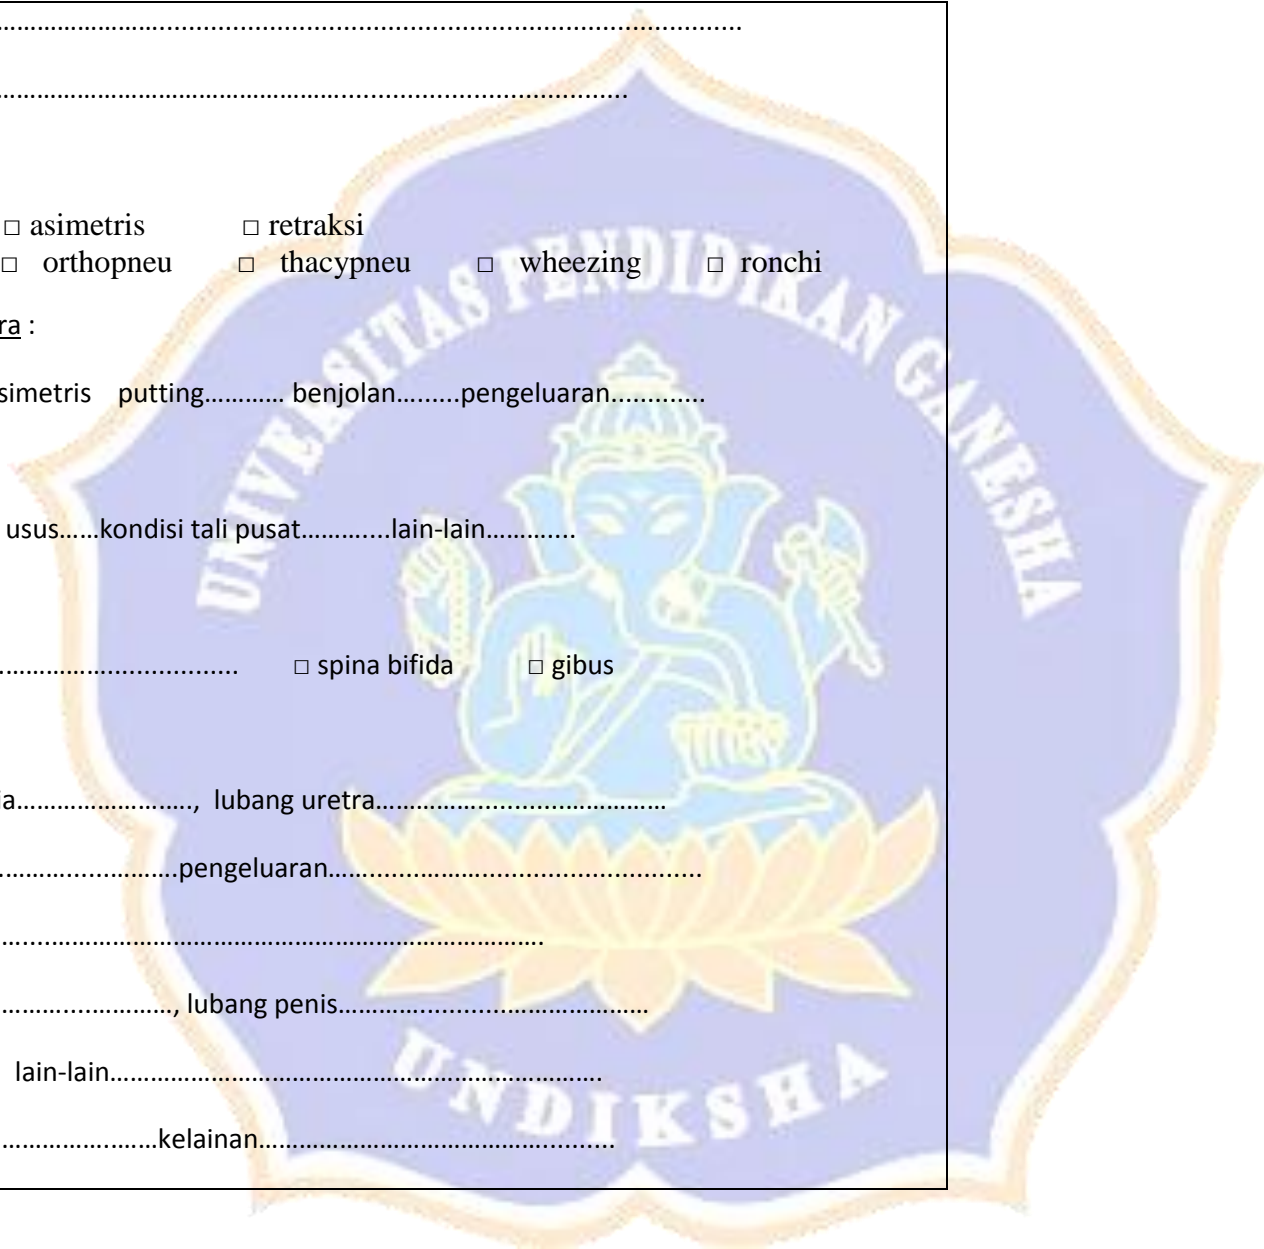 ……………………………………………………………………
……………………………………………………………………
□ asimetris □ retraksi
□ orthopneu □ thacypneu □ wheezing □ ronchi
ra :
simetris putting………… benjolan…......pengeluaran.............
usus……kondisi tali pusat………....lain-lain………....
…………………………….. □ spina bifida □ gibus
ia……………………., lubang uretra……………………………………
……………………….pengeluaran……………………………………...
……………………………………………………………….
……………………, lubang penis……………………………………
lain-lain……………………………………………………………….
…………………….kelainan……………………………………….......
UNIVERSITAS PENDIDIKAN GANESHA
UNDIKSHA